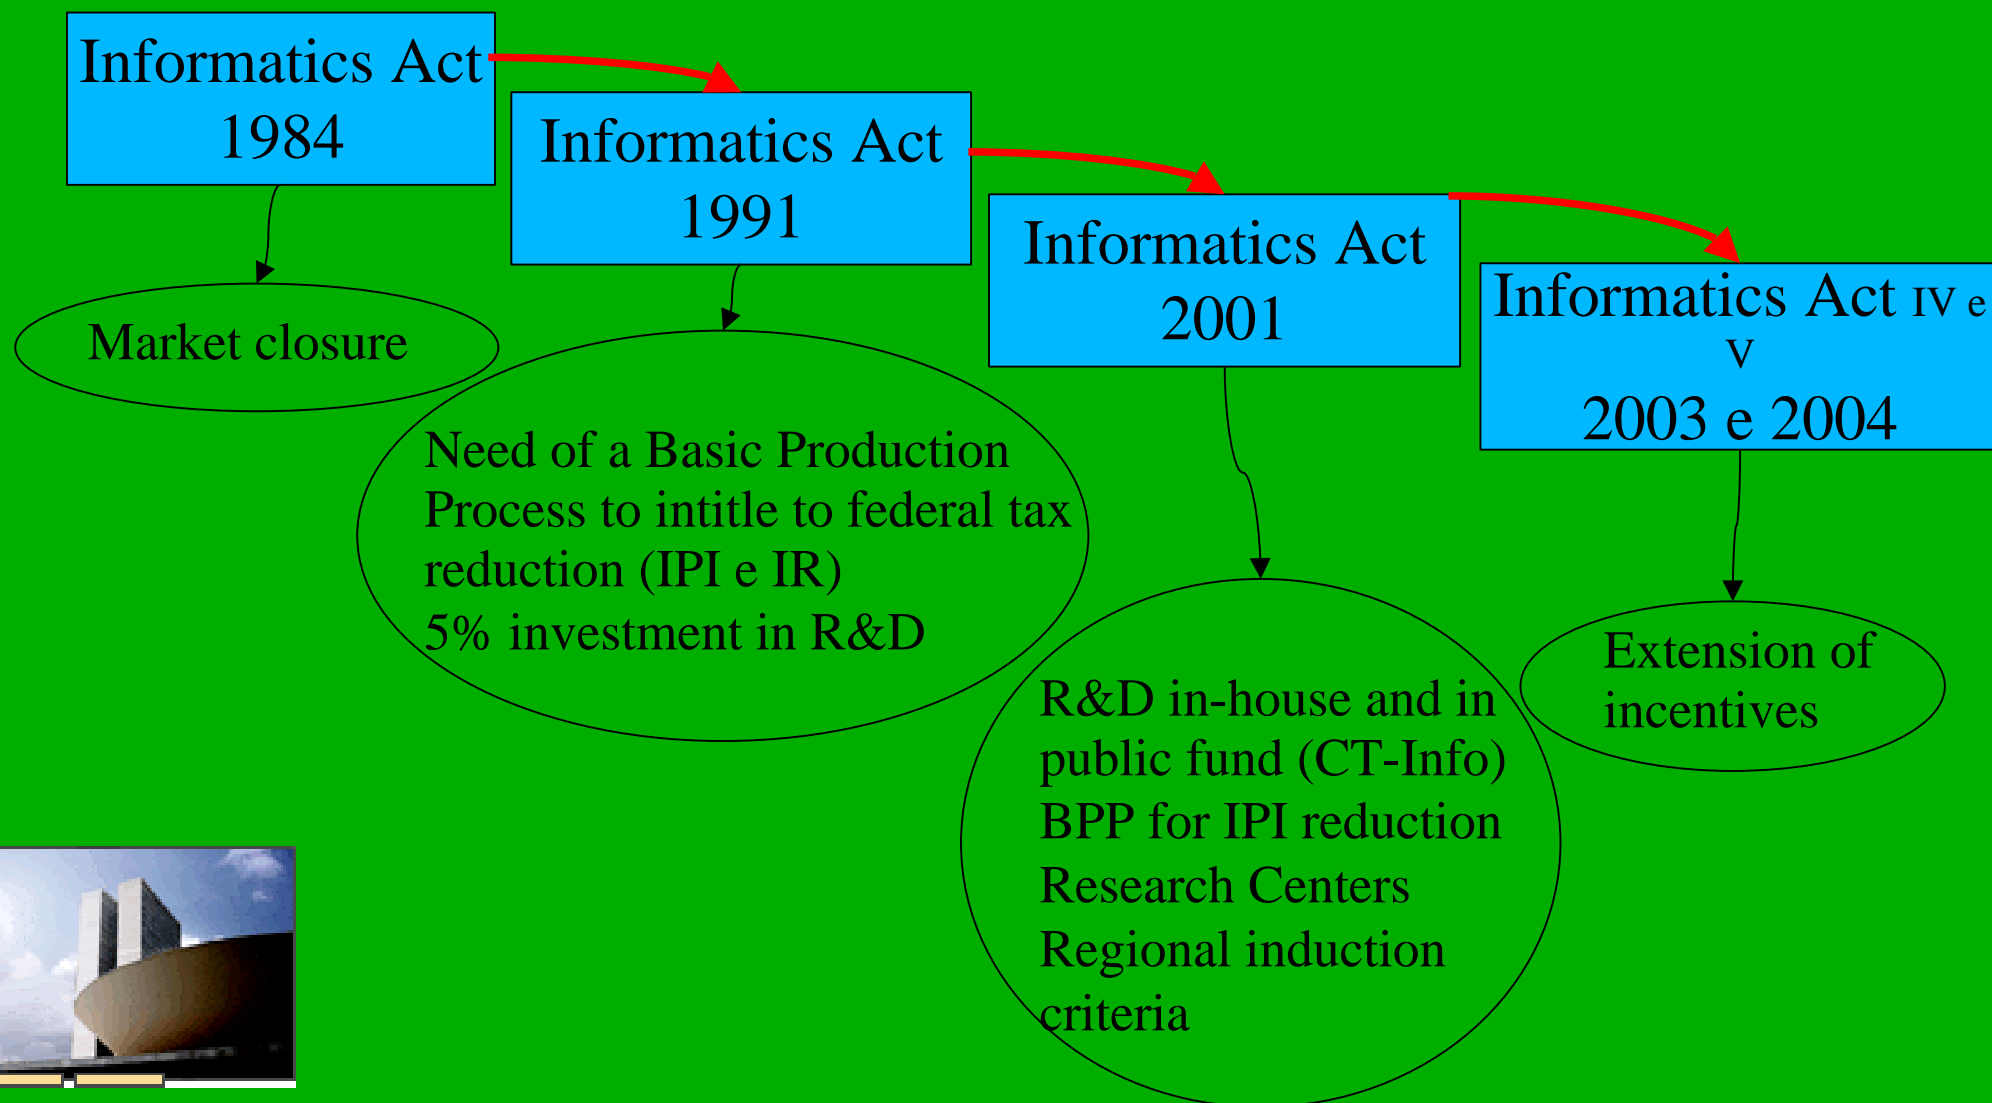 Informatics Act
1984
Informatics Act
1991
Informatics Act
2001
Informatics Act IV e
V
2003 e 2004
Market closure
Need of a Basic Production
Process to intitle to federal tax
reduction (IPI e IR)
5% investment in R&D
R&D in-house and in
public fund (CT-Info)
BPP for IPI reduction
Research Centers
Regional induction
criteria
Extension of
incentives